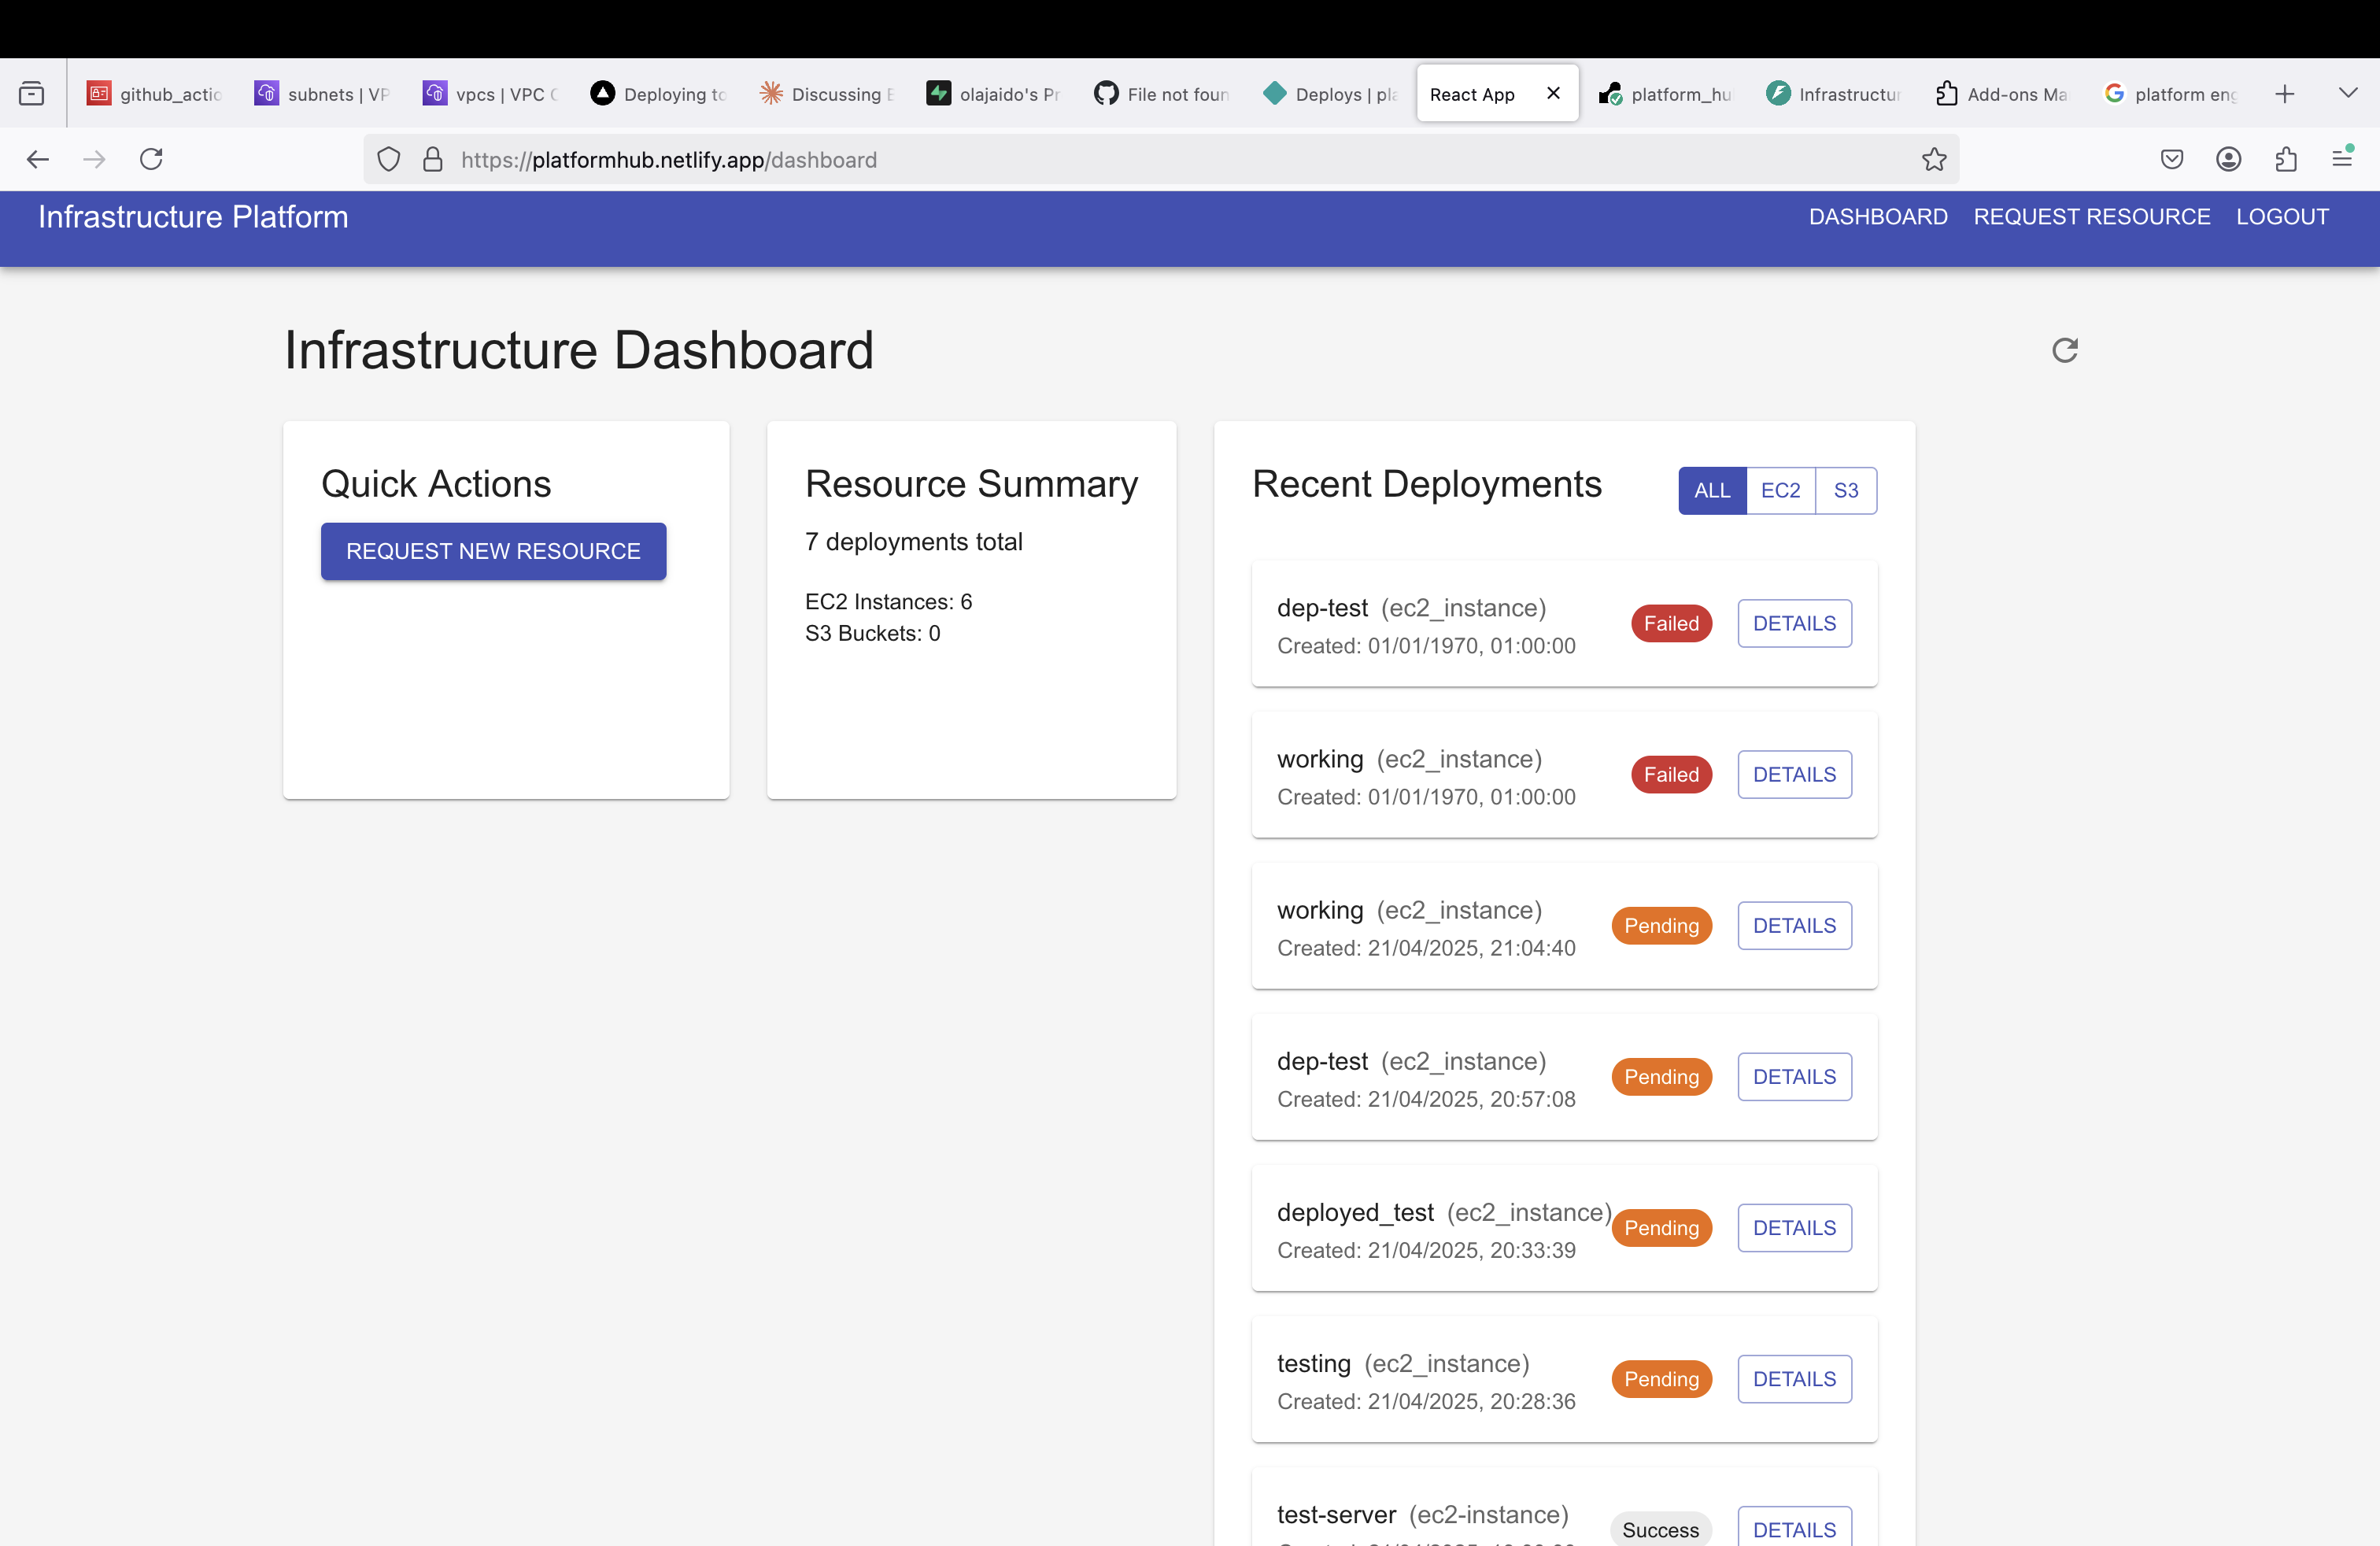 github_actio
subnets | VP
vpcs | VPC C
Deploying to
Discussing E
olajaido's Pr
File not foun
Deploys | pla
React App
platform_hu
Infrastructur
Add-ons Ma
platform eng
https://platformhub.netlify.app/dashboard
Infrastructure Platform
DASHBOARD
REQUEST RESOURCE
LOGOUT
Infrastructure Dashboard
Quick Actions
REQUEST NEW RESOURCE
Resource Summary
7 deployments total
EC2 Instances: 6
S3 Buckets: 0
Recent Deployments
ALL
EC2
S3
dep-test (ec2_instance)
Created: 01/01/1970, 01:00:00
Failed
DETAILS
working (ec2_instance)
Created: 01/01/1970, 01:00:00
Failed
DETAILS
working (ec2_instance)
Created: 21/04/2025, 21:04:40
Pending
DETAILS
dep-test (ec2_instance)
Created: 21/04/2025, 20:57:08
Pending
DETAILS
deployed_test (ec2_instance)
Created: 21/04/2025, 20:33:39
Pending
DETAILS
testing (ec2_instance)
Created: 21/04/2025, 20:28:36
Pending
DETAILS
test-server (ec2-instance)
Success
DETAILS